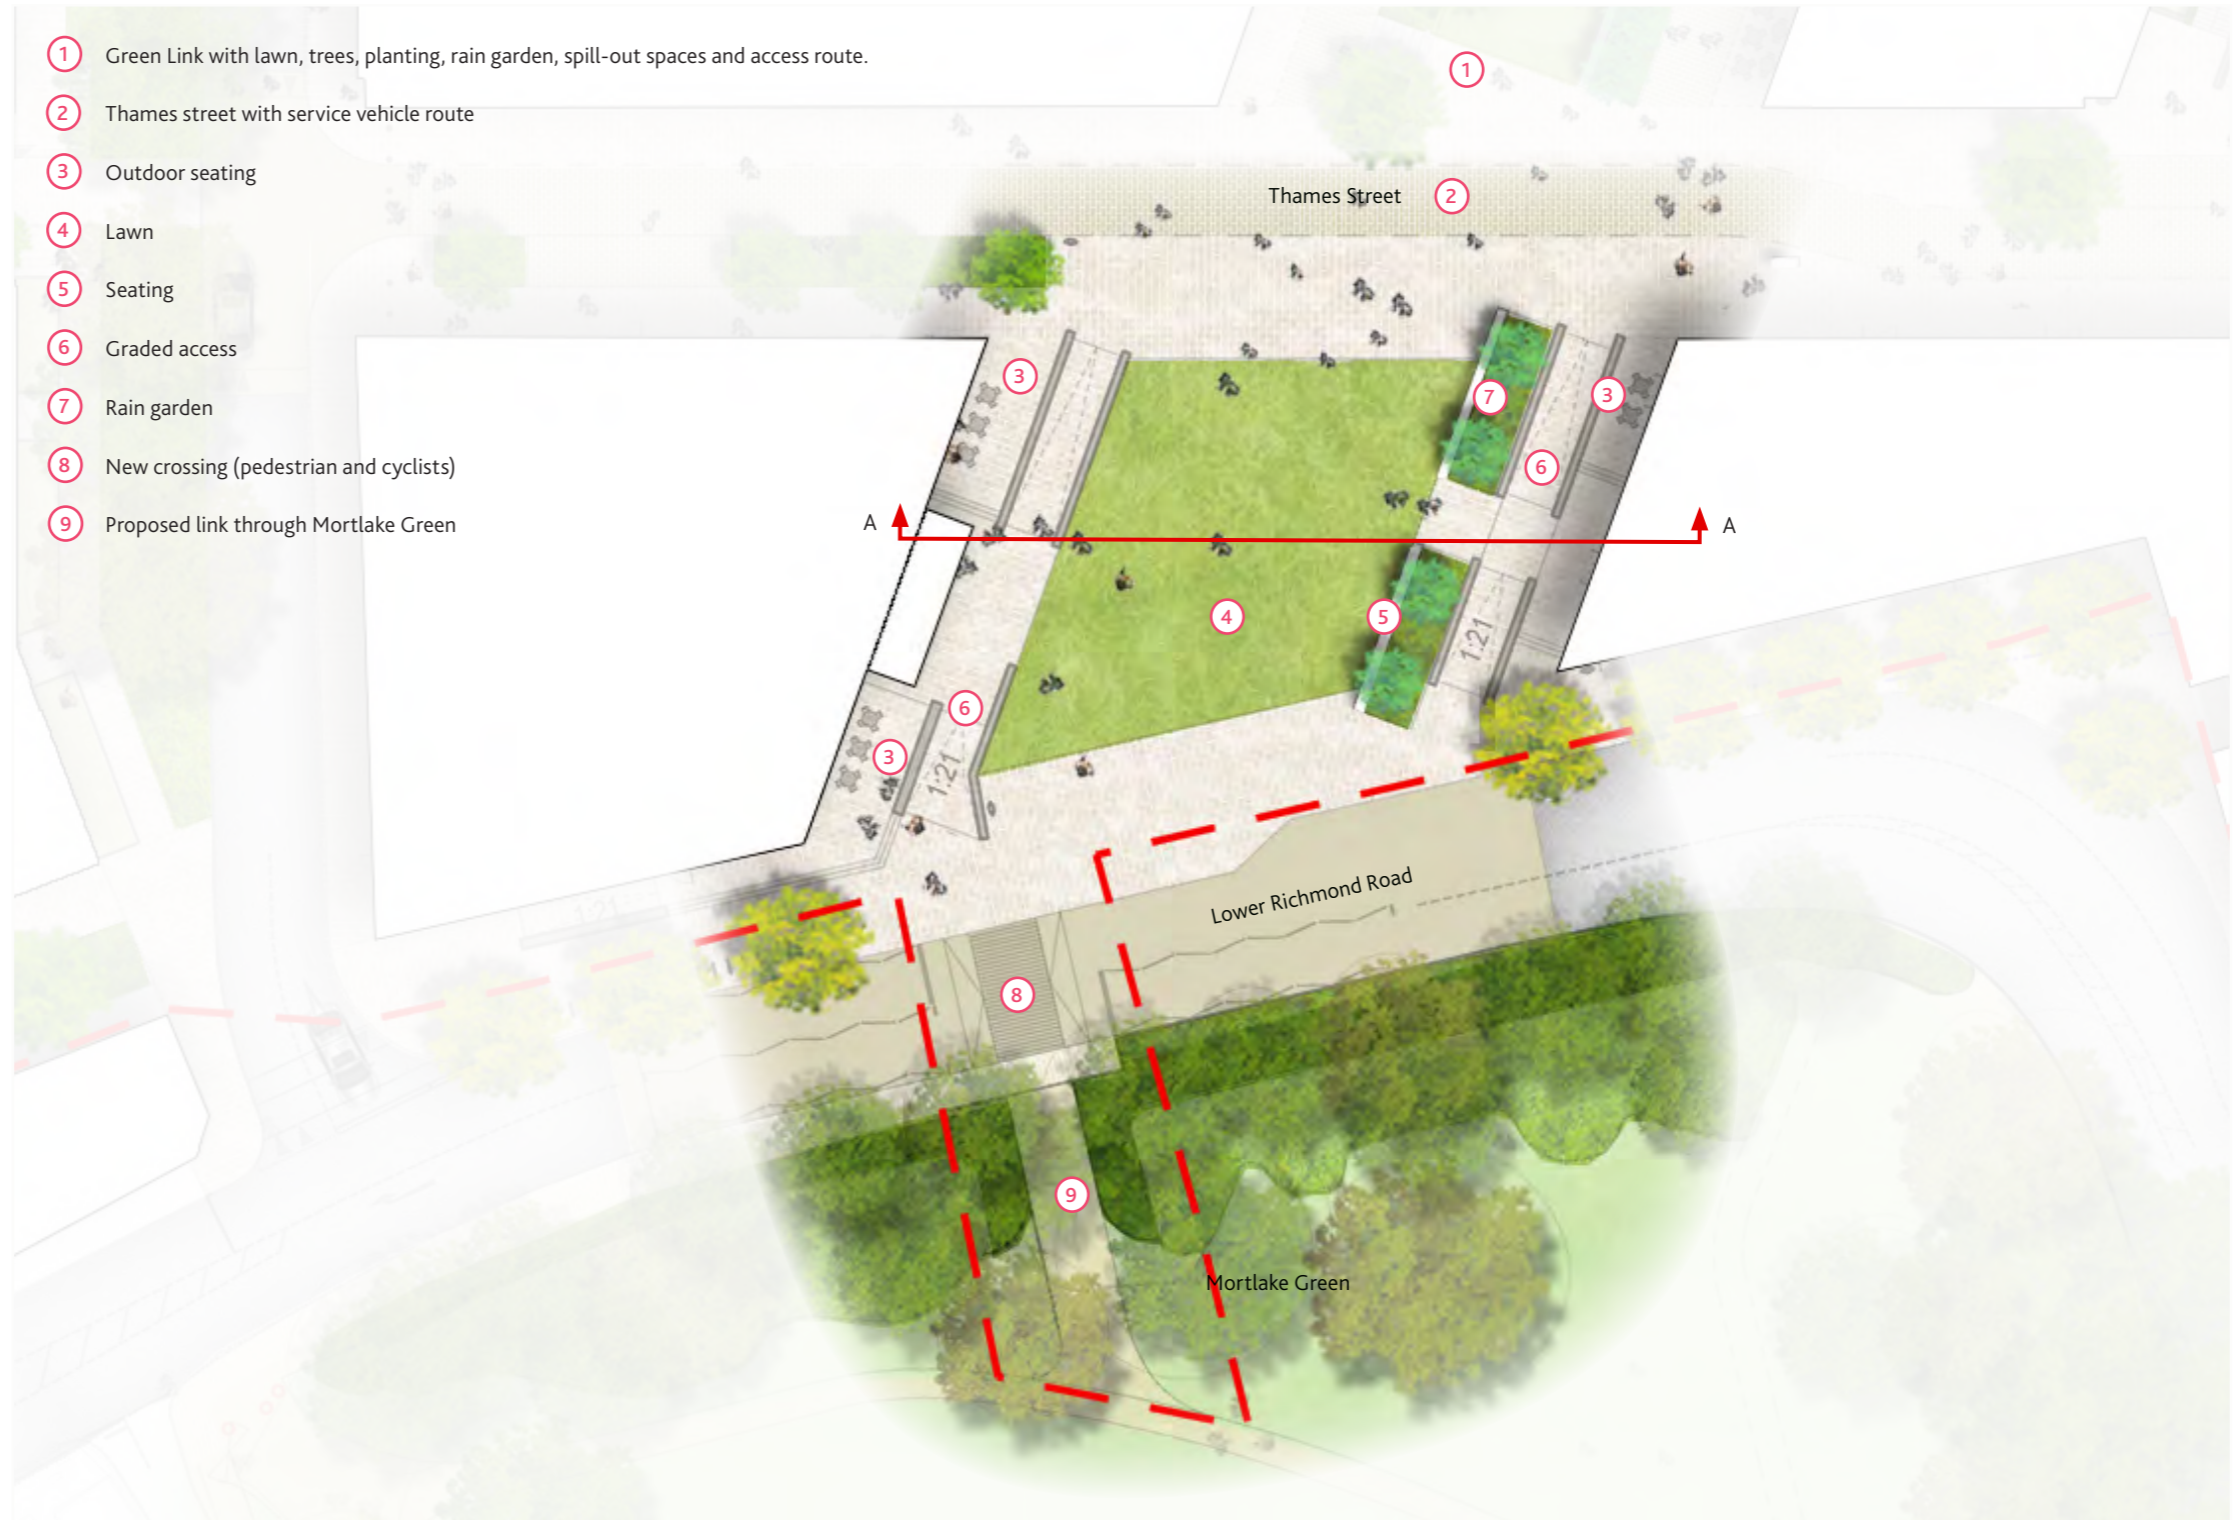 1 Green Link with lawn, trees, planting, rain garden, spill-out spaces and access route.
2 Thames street with service vehicle route
3 Outdoor seating
4 Lawn
5 Seating
6 Graded access
7 Rain garden
8 New crossing (pedestrian and cyclists)
9 Proposed link through Mortlake Green
1
Thames Street 2
3
7
3
6
A
A
4
5
1:21
6
3
1:21
1:21
Lower Richmond Road
8
9
Mortlake Green